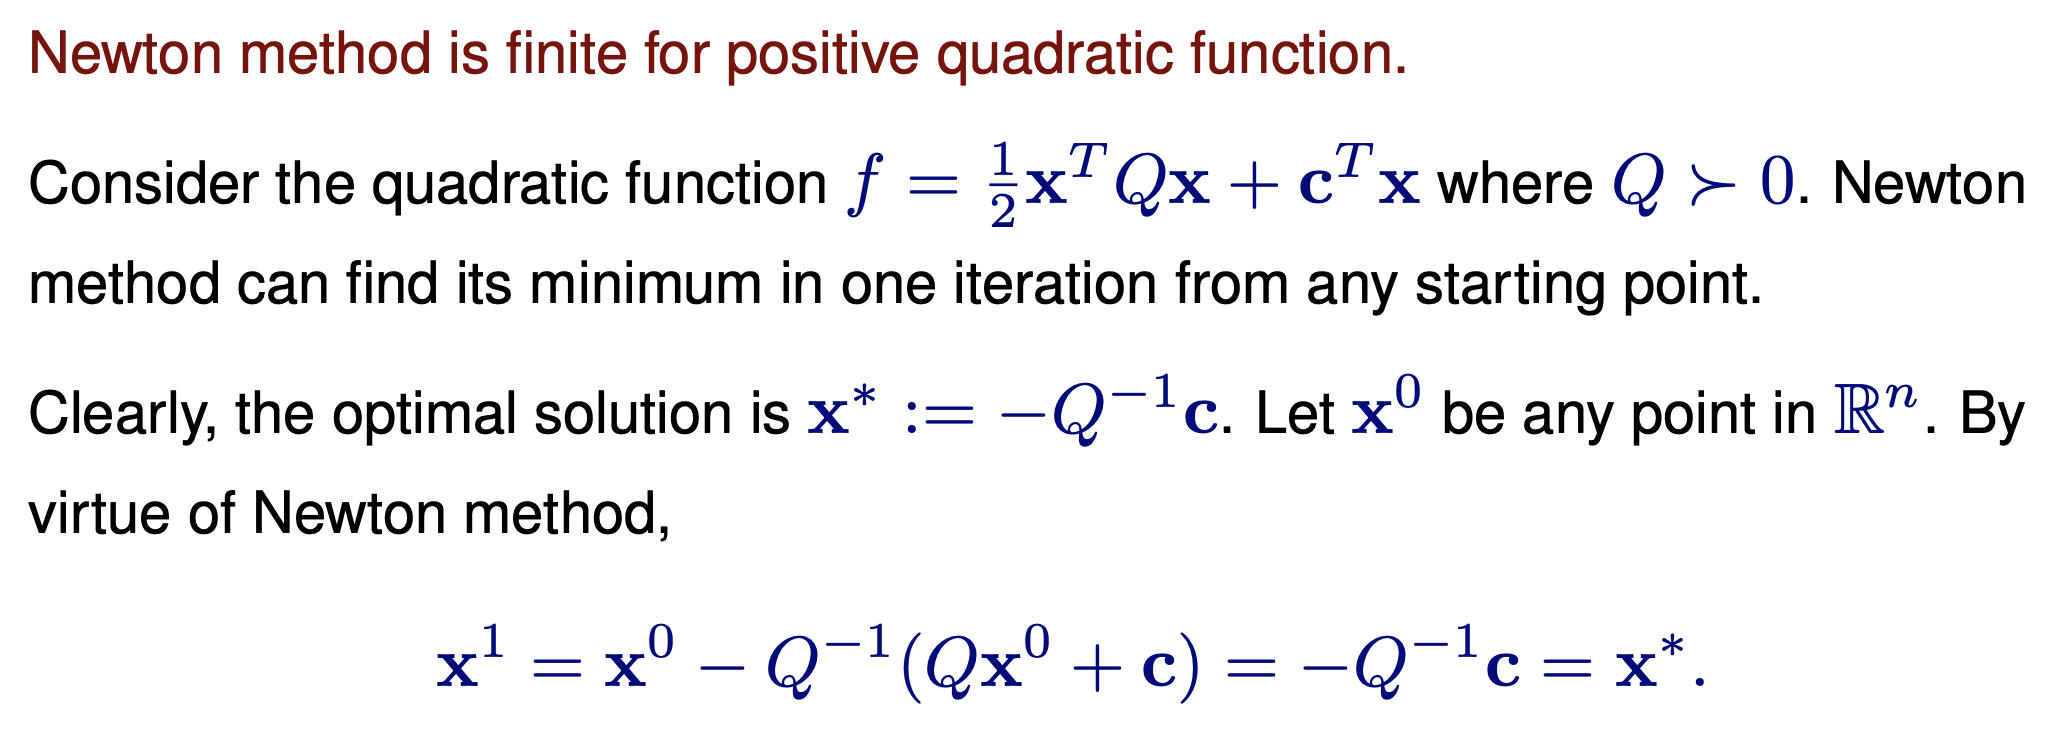 Newton method is finite for positive quadratic function.
Consider the quadratic function $f = \frac{1}{2}\mathbf{x}^T Q\mathbf{x} + \mathbf{c}^T\mathbf{x}$ where $Q \succ 0$. Newton
method can find its minimum in one iteration from any starting point.
Clearly, the optimal solution is $\mathbf{x}^* := -Q^{-1}\mathbf{c}$. Let $\mathbf{x}^0$ be any point in $\mathbb{R}^n$. By
virtue of Newton method,
$\mathbf{x}^1 = \mathbf{x}^0 - Q^{-1}(Q\mathbf{x}^0 + \mathbf{c}) = -Q^{-1}\mathbf{c} = \mathbf{x}^*.$